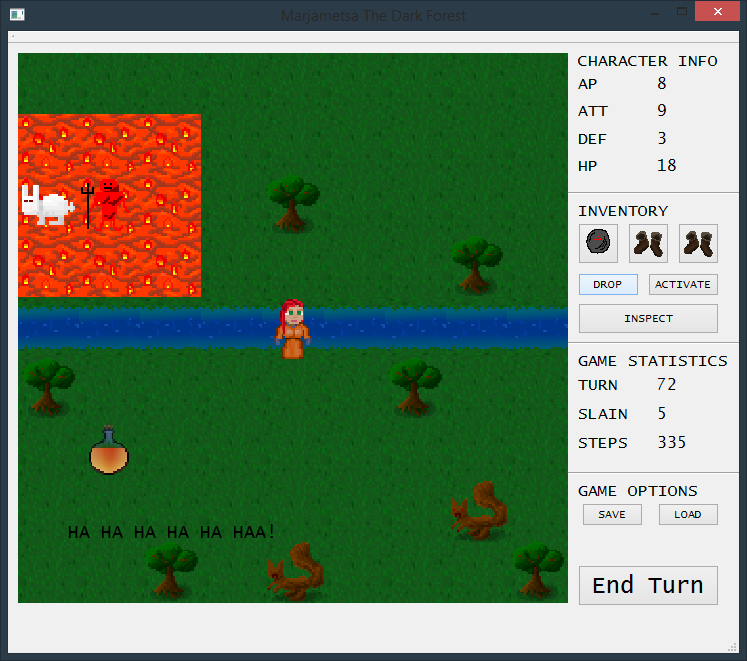 Marjametsa The Dark Forest
CHARACTER INFO
AP 8
ATT 9
DEF 3
HP 18
INVENTORY
DROP ACTIVATE
INSPECT
GAME STATISTICS
TURN 72
SLAIN 5
STEPS 335
GAME OPTIONS
SAVE LOAD
HA HA HA HA HA HAA!
End Turn